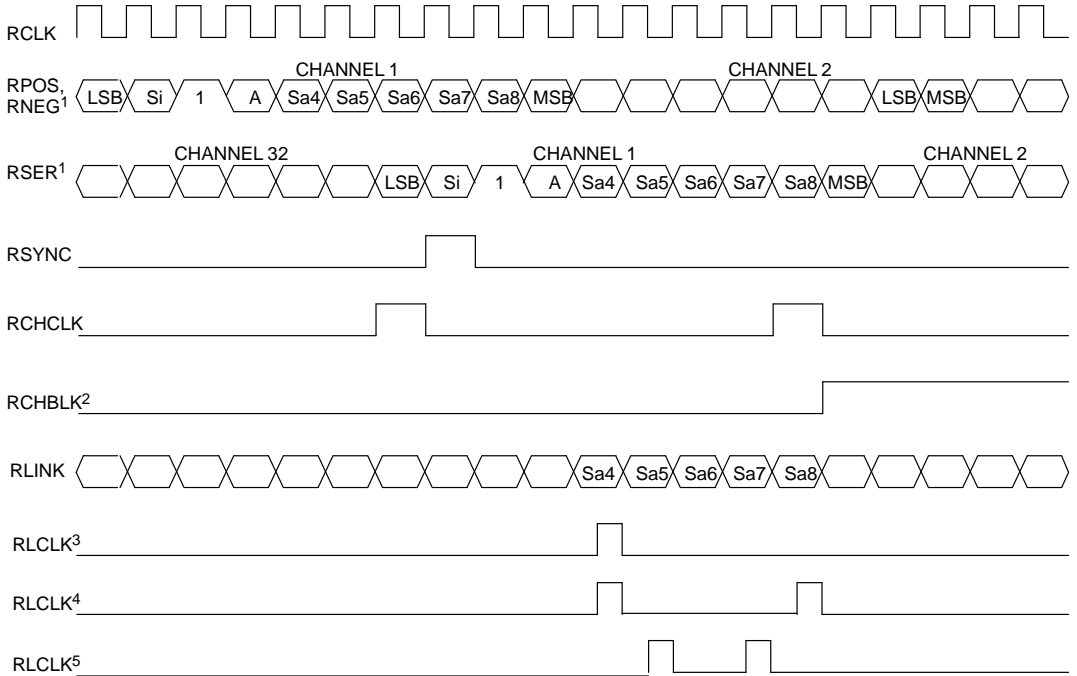 RCLK
CHANNEL 1 CHANNEL 2
RPOS,
RNEG1 LSB Si 1 A Sa4 Sa5 Sa6 Sa7 Sa8 MSB LSB MSB
CHANNEL 32 CHANNEL 1 CHANNEL 2
RSER1 LSB Si 1 A Sa4 Sa5 Sa6 Sa7 Sa8 MSB
RSYNC
RCHCLK
RCHBLK2
RLINK Sa4 Sa5 Sa6 Sa7 Sa8
RLCLK3
RLCLK4
RLCLK5